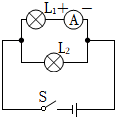 L₁ + A −
L₂
S